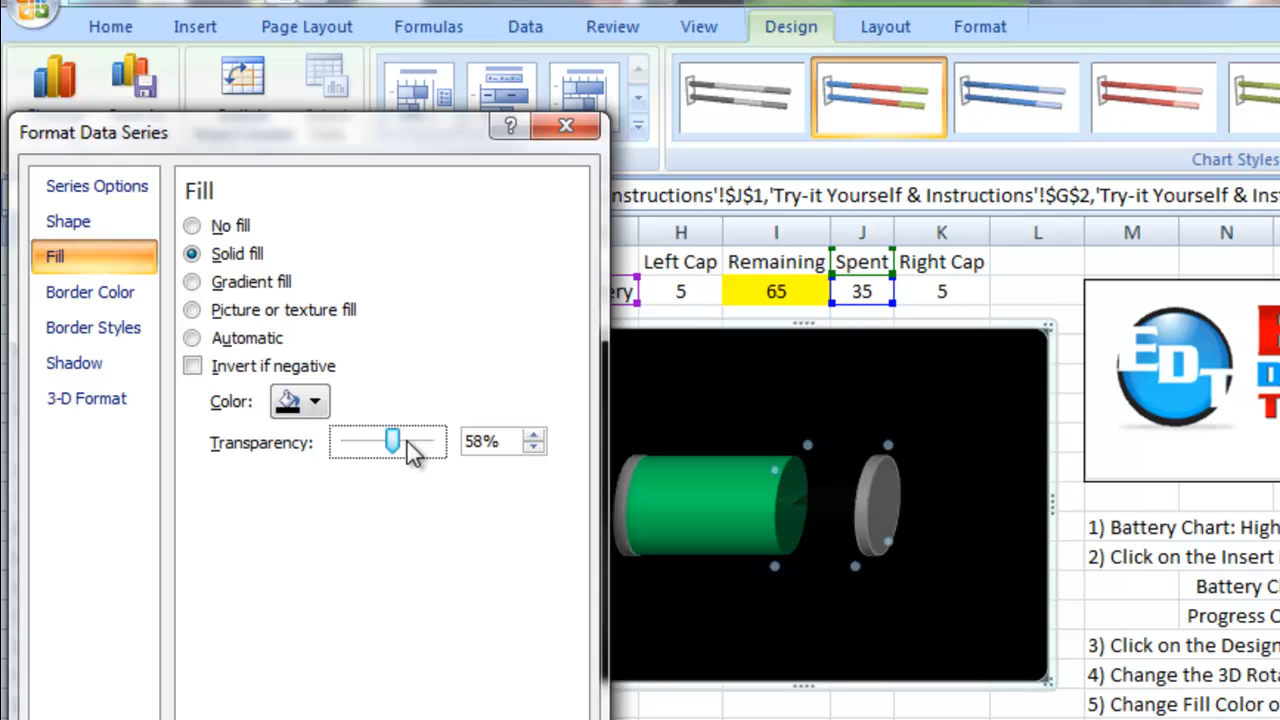 Home Insert Page Layout Formulas Data Review View Design Layout Format
Chart Styles
Format Data Series
?
Series Options
Shape
Fill
Border Color
Border Styles
Shadow
3-D Format
Fill
No fill
Solid fill
Gradient fill
Picture or texture fill
Automatic
Invert if negative
Color:
Transparency: 58%
nstructions'!$J$1,'Try-it Yourself & Instructions'!$G$2,'Try-it Yourself & Ins
H I J K L M N
Left Cap Remaining Spent Right Cap
ery 5 65 35 5
EDT
D
T
1) Battery Chart: High
2) Click on the Insert
Battery C
Progress C
3) Click on the Design
4) Change the 3D Rota
5) Change Fill Color o